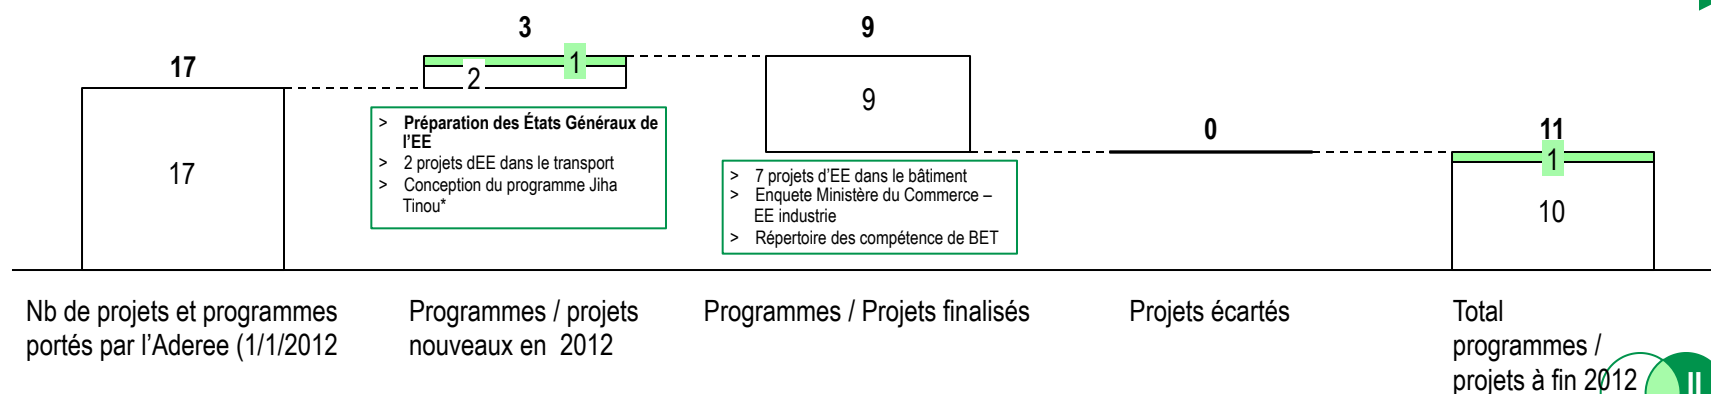 17
17
3
1
2
> Préparation des États Généraux de
l'EE
> 2 projets dEE dans le transport
> Conception du programme Jiha
Tinou*
9
9
> 7 projets d'EE dans le bâtiment
> Enquete Ministère du Commerce –
EE industrie
> Répertoire des compétence de BET
0
11
1
10
Nb de projets et programmes
portés par l'Aderee (1/1/2012
Programmes / projets
nouveaux en 2012
Programmes / Projets finalisés
Projets écartés
Total
programmes /
projets à fin 2012
II